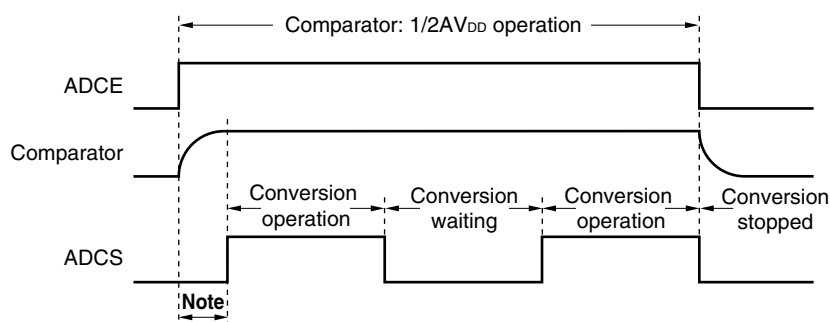 Comparator: 1/2AVDD operation
ADCE
Comparator
Conversion operation
Conversion waiting
Conversion operation
Conversion stopped
ADCS
Note